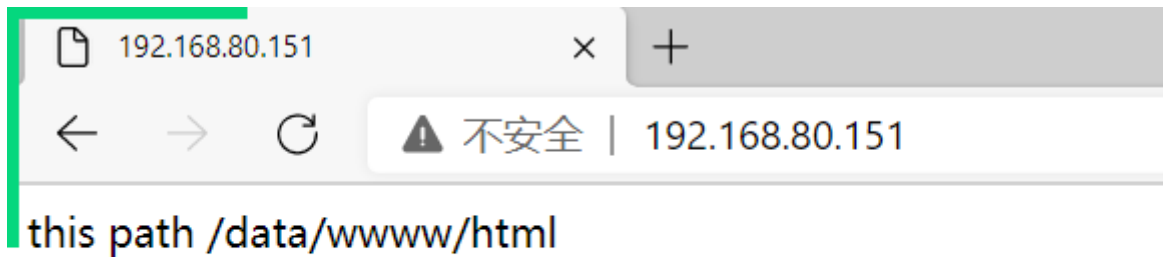 192.168.80.151
不安全 | 192.168.80.151
this path /data/wwww/html